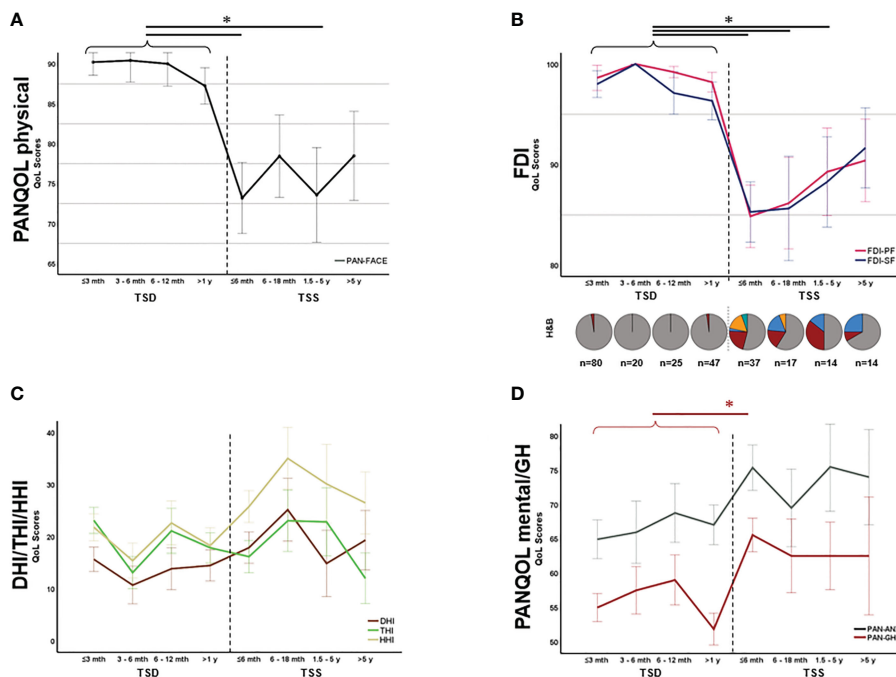 A
*
PANQOL physical
QoL Scores
90
85
80
75
70
65
PAN-FACE
≤3 mth 3 - 6 mth 6 - 12 mth >1 y ≤6 mth 6 - 18 mth 1.5 - 5 y >5 y
TSD TSS
B
*
FDI
QoL Scores
100
90
80
FDI-PF
FDI-SF
≤3 mth 3 - 6 mth 6 - 12 mth >1 y ≤6 mth 6 - 18 mth 1.5 - 5 y >5 y
TSD TSS
H&B
n=80 n=20 n=25 n=47 n=37 n=17 n=14 n=14
C
DHI/THI/HHI
QoL Scores
40
30
20
10
0
DHI
THI
HHI
≤3 mth 3 - 6 mth 6 - 12 mth >1 y ≤6 mth 6 - 18 mth 1.5 - 5 y >5 y
TSD TSS
D
*
PANQOL mental/GH
QoL Scores
80
75
70
65
60
55
50
PAN-ANX
PAN-GH
≤3 mth 3 - 6 mth 6 - 12 mth >1 y ≤6 mth 6 - 18 mth 1.5 - 5 y >5 y
TSD TSS